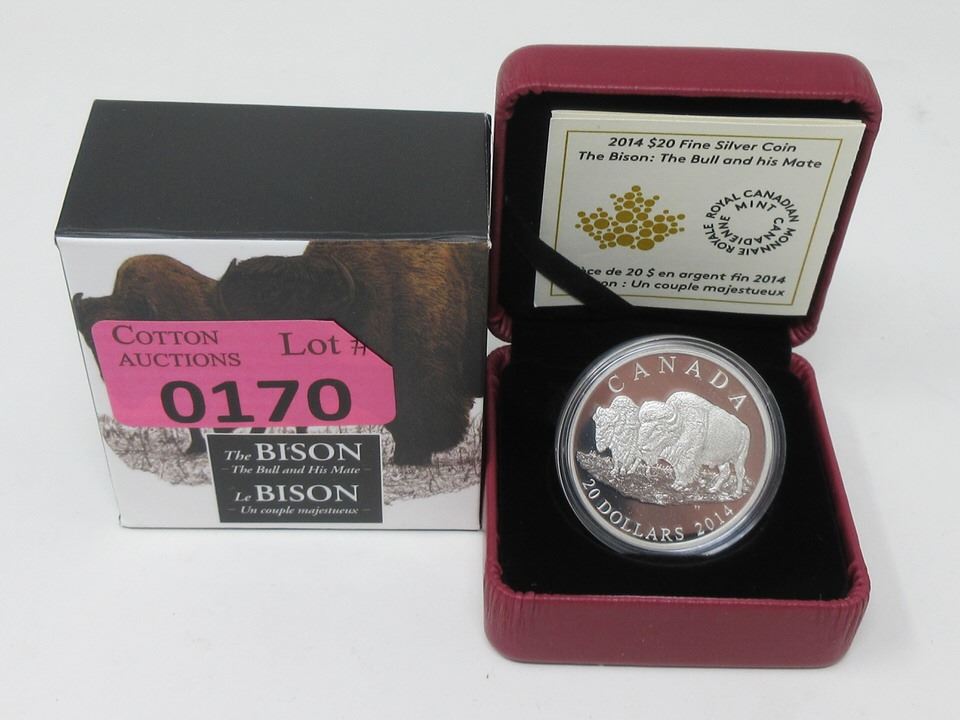 COTTON
AUCTIONS
Lot #
0170
The BISON
- The Bull and His Mate -
Le BISON
- Un couple majestueux -
2014 $20 Fine Silver Coin
The Bison: The Bull and his Mate
ROYAL CANADIAN MINT
MONNAIE ROYALE CANADIENNE
de 20 $ en argent fin 2014
: Un couple majestueux
CANADA
20 DOLLARS 2014